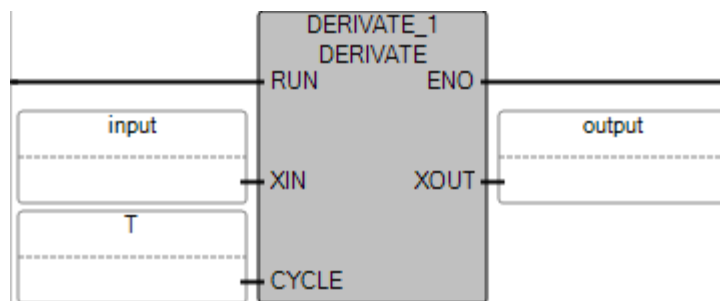 DERIVATE_1
DERIVATE
RUN ENO
input output
XIN XOUT
T
CYCLE